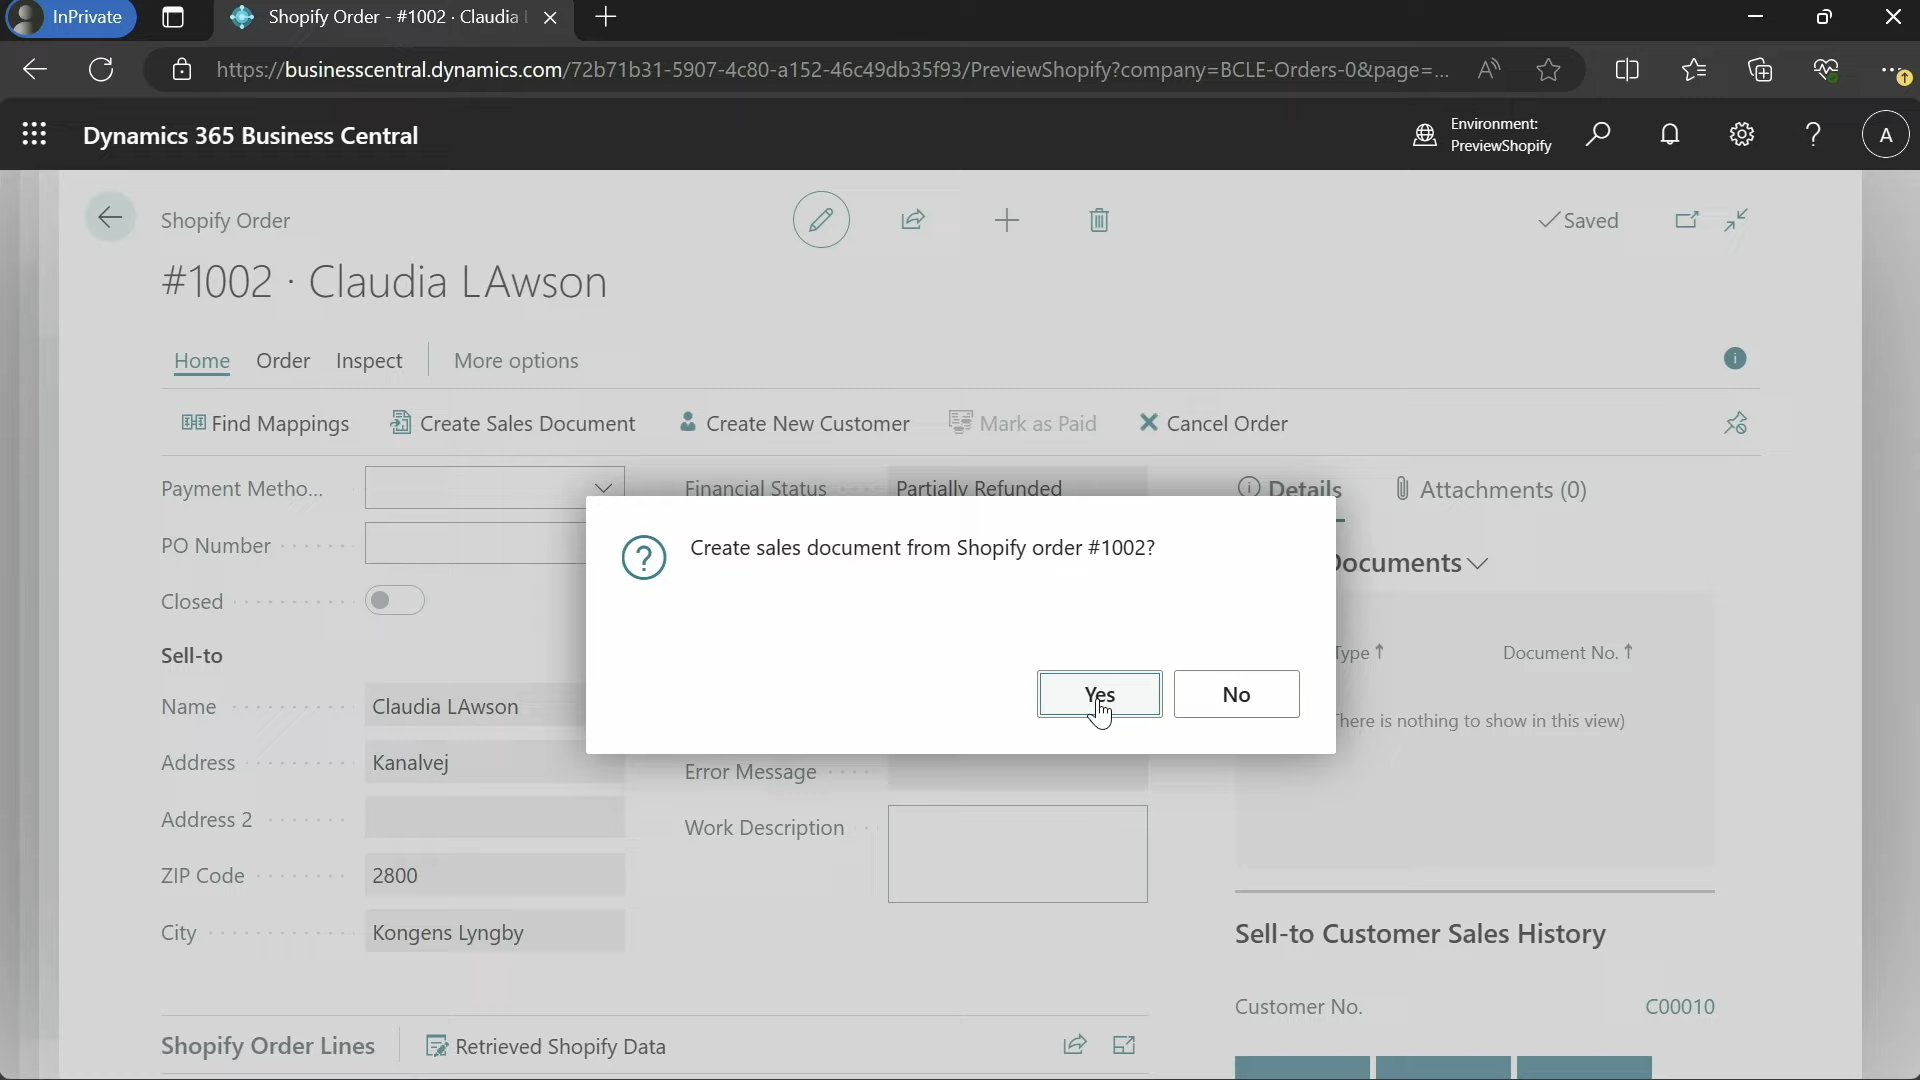 InPrivate
Shopify Order - #1002 · Claudia
https://businesscentral.dynamics.com/72b71b31-5907-4c80-a152-46c49db35f93/PreviewShopify?company=BCLE-Orders-0&page=...
Dynamics 365 Business Central
Environment:
PreviewShopify
A
Shopify Order
Saved
#1002 · Claudia LAwson
Home Order Inspect More options
Find Mappings Create Sales Document Create New Customer Mark as Paid Cancel Order
Payment Metho...
Financial Status Partially Refunded
Details Attachments (0)
PO Number
Create sales document from Shopify order #1002?
Documents
Closed
Sell-to
Type Document No.
Yes No
Name Claudia LAwson
here is nothing to show in this view)
Address Kanalvej
Error Message
Address 2
Work Description
ZIP Code 2800
City Kongens Lyngby
Sell-to Customer Sales History
Customer No. C00010
Shopify Order Lines Retrieved Shopify Data